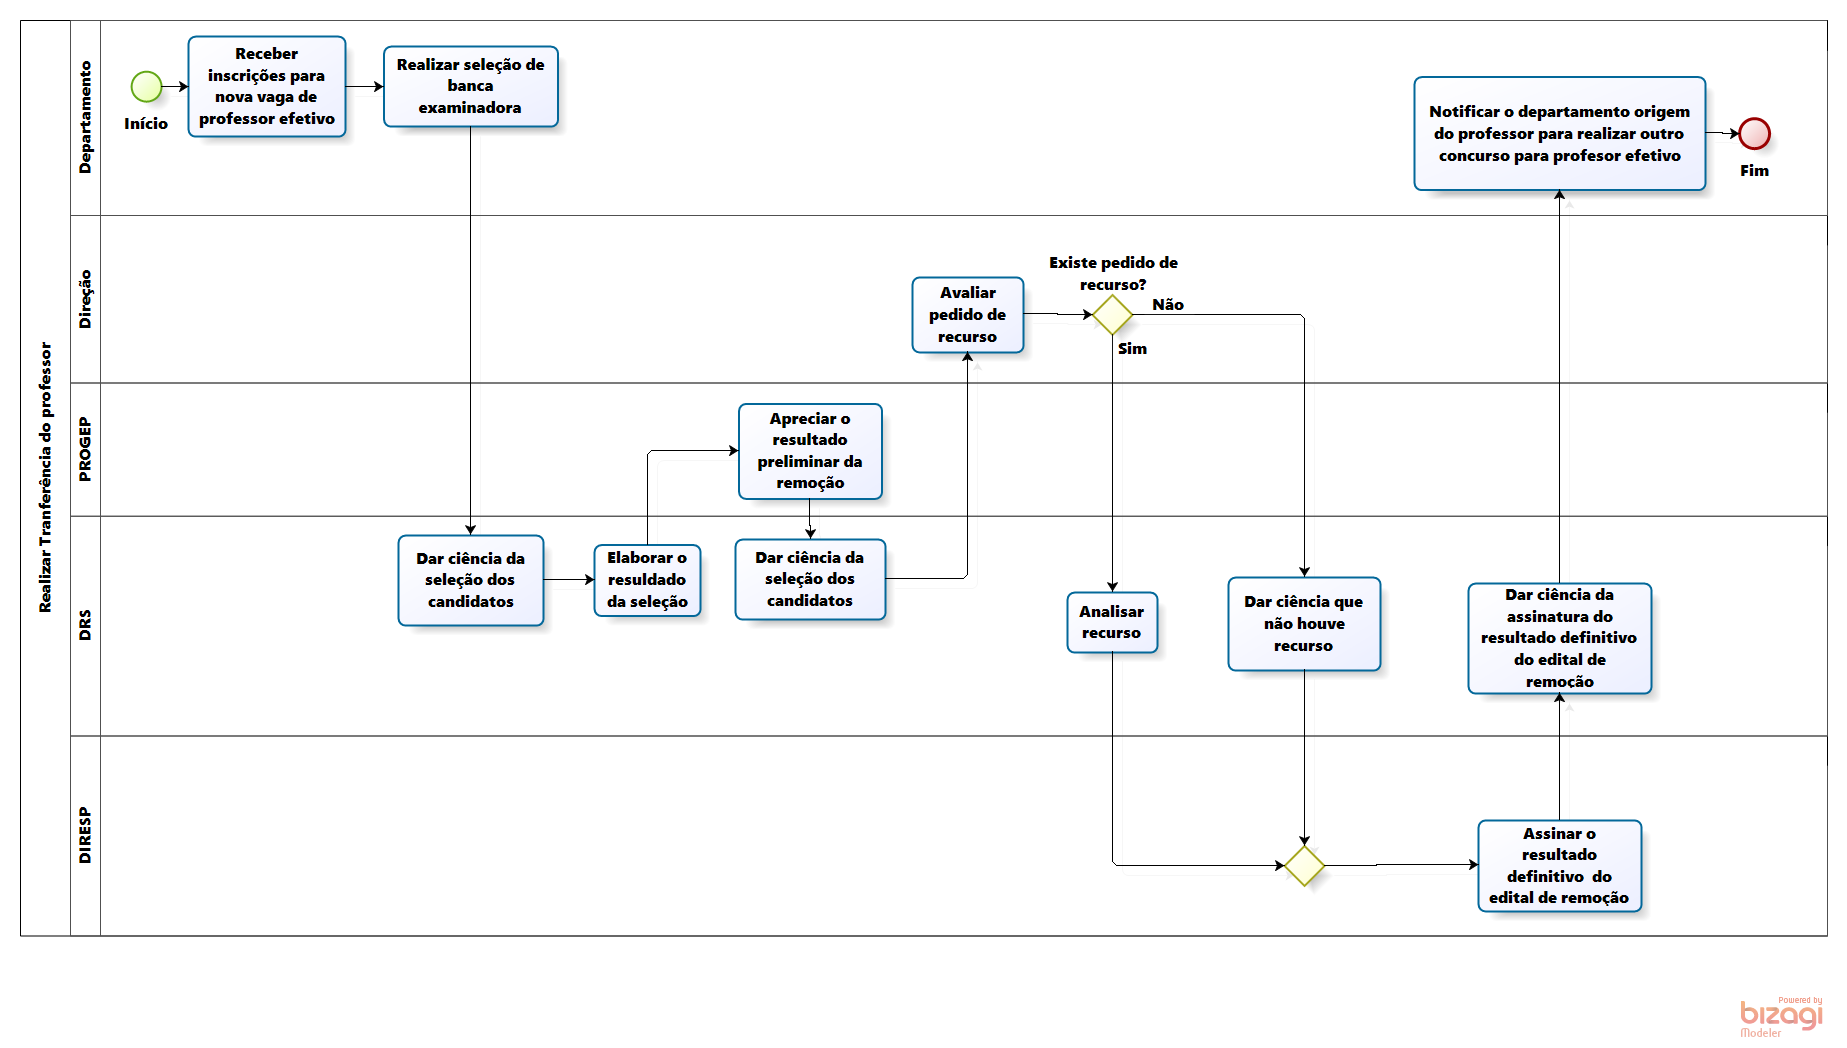 Realizar Tranferência do professor
Departamento
Início
Receber
inscrições para
nova vaga de
professor efetivo
Realizar seleção de
banca
examinadora
Notificar o departamento origem
do professor para realizar outro
concurso para profesor efetivo
Fim
Direção
Avaliar
pedido de
recurso
Existe pedido de
recurso?
Não
Sim
PROGEP
Apreciar o
resultado
preliminar da
remoção
DRS
Dar ciência da
seleção dos
candidatos
Elaborar o
resuldado
da seleção
Dar ciência da
seleção dos
candidatos
Analisar
recurso
Dar ciência que
não houve
recurso
Dar ciência da
assinatura do
resultado definitivo
do edital de
remoção
DIRESP
Assinar o
resultado
definitivo do
edital de remoção
Powered by
bizagi
Modeler